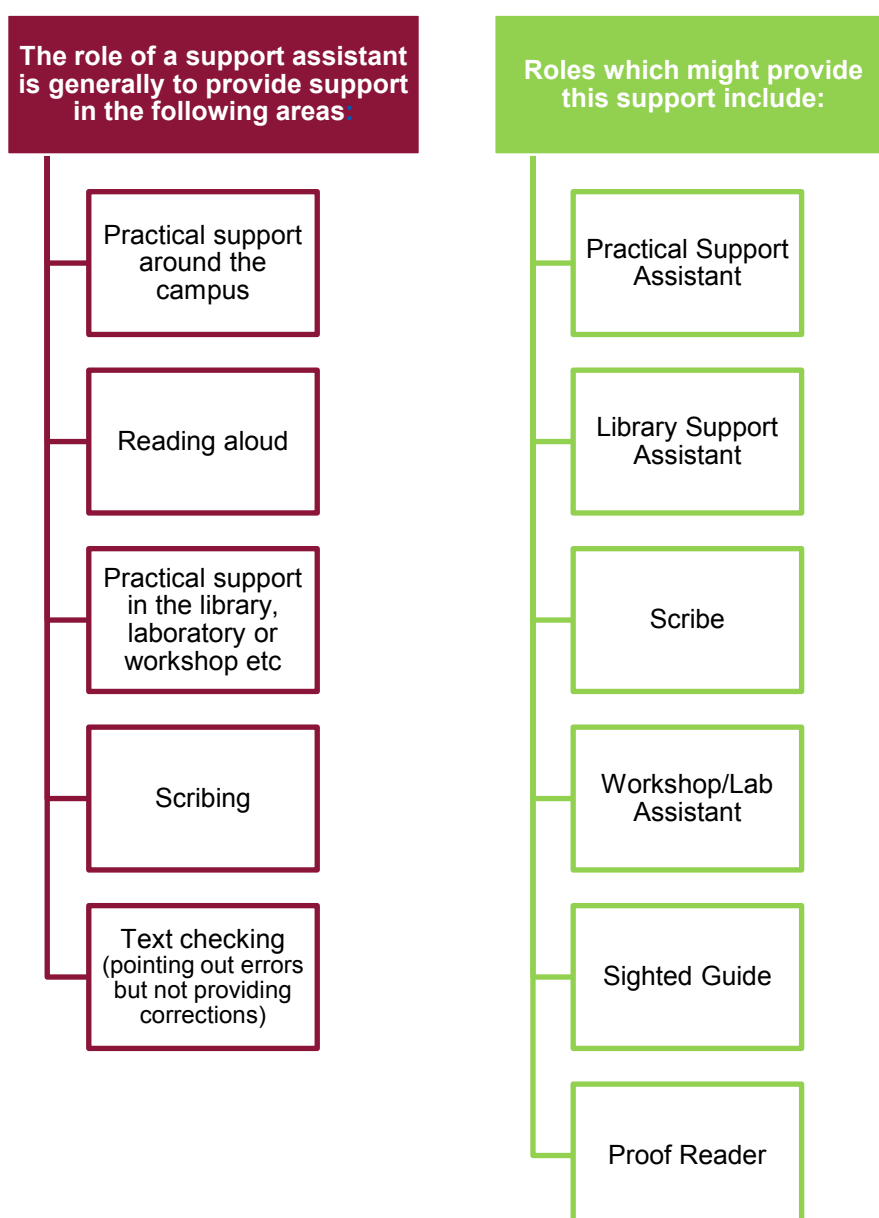 The role of a support assistant
is generally to provide support
in the following areas:
Practical support
around the
campus
Reading aloud
Practical support
in the library,
laboratory or
workshop etc
Scribing
Text checking
(pointing out errors
but not providing
corrections)
Roles which might provide
this support include:
Practical Support
Assistant
Library Support
Assistant
Scribe
Workshop/Lab
Assistant
Sighted Guide
Proof Reader